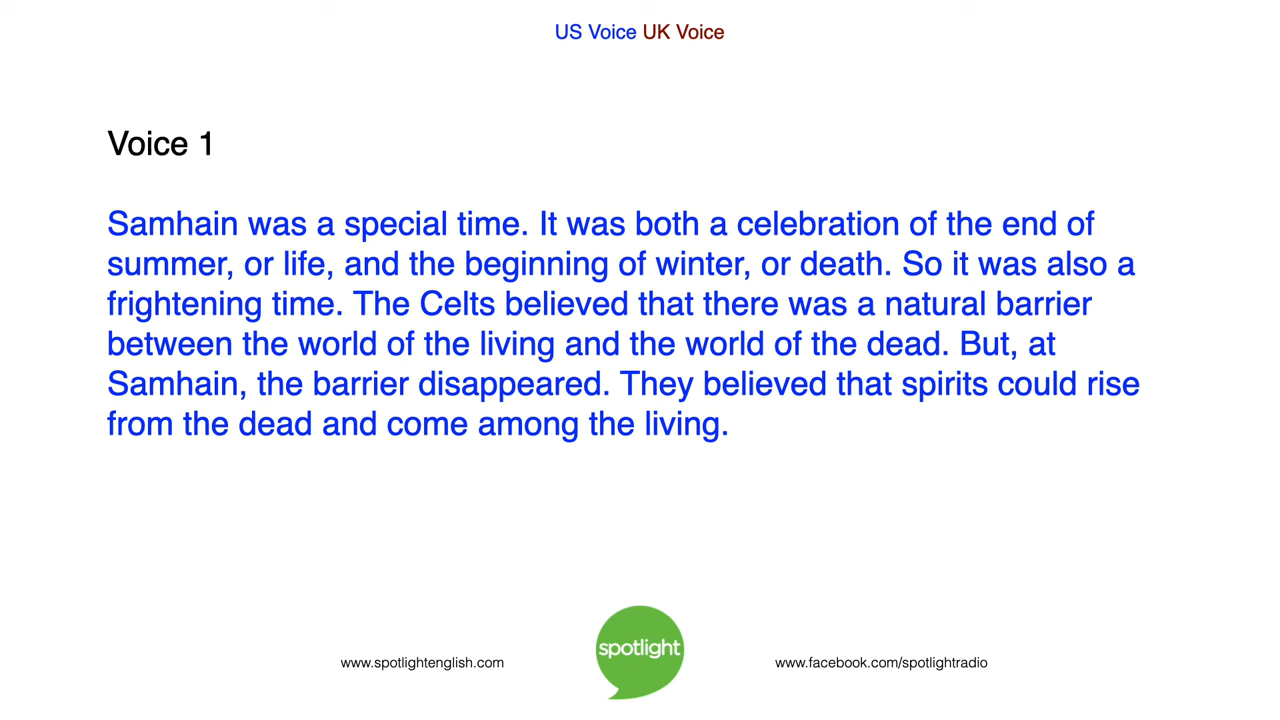 US Voice UK Voice
Voice 1
Samhain was a special time. It was both a celebration of the end of
summer, or life, and the beginning of winter, or death. So it was also a
frightening time. The Celts believed that there was a natural barrier
between the world of the living and the world of the dead. But, at
Samhain, the barrier disappeared. They believed that spirits could rise
from the dead and come among the living.
www.spotlightenglish.com
spotlight
www.facebook.com/spotlightradio